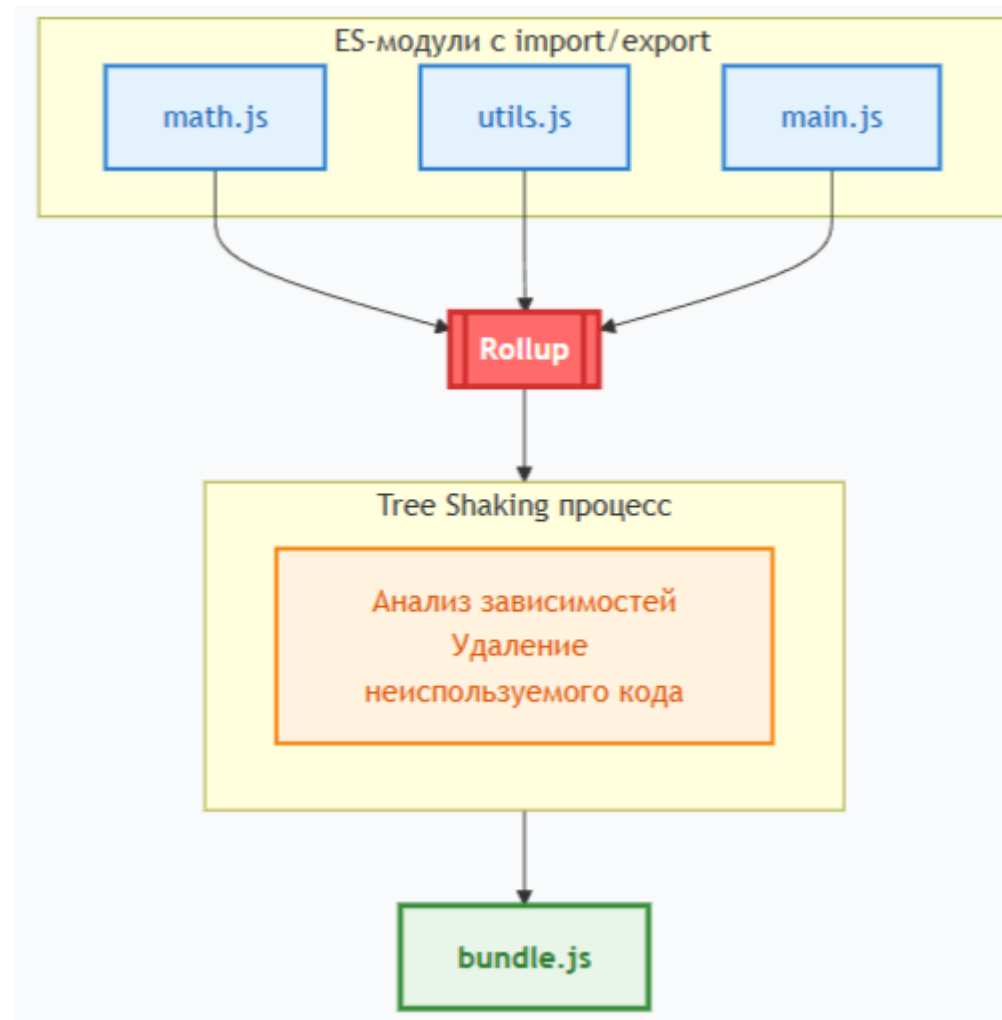 ES-модули с import/export
math.js
utils.js
main.js
Rollup
Tree Shaking процесс
Анализ зависимостей
Удаление
неиспользуемого кода
bundle.js